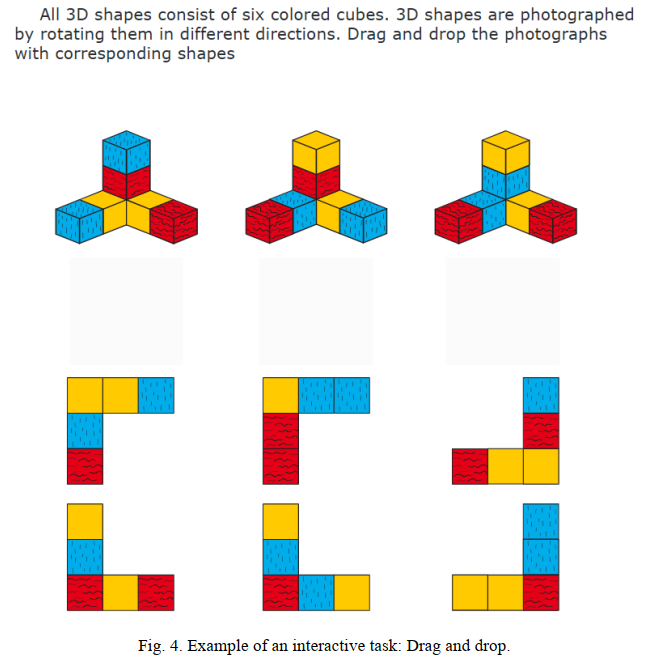 All 3D shapes consist of six colored cubes. 3D shapes are photographed
by rotating them in different directions. Drag and drop the photographs
with corresponding shapes
Fig. 4. Example of an interactive task: Drag and drop.